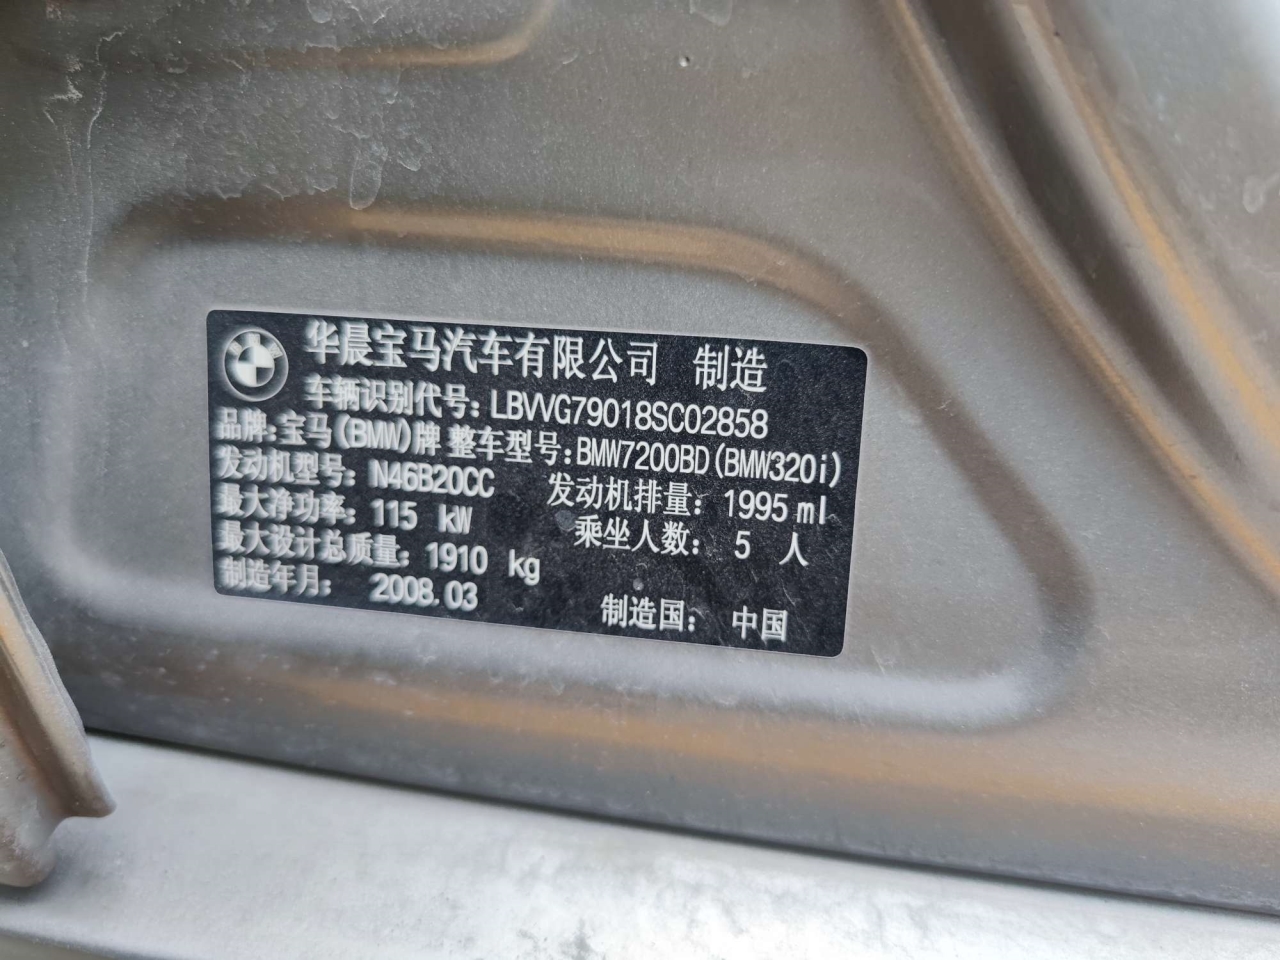 华晨宝马汽车有限公司 制造
车辆识别代号: LBVVG79018SC02858
品牌: 宝马(BMW)牌 整车型号: BMW7200BD(BMW320i)
发动机型号: N46B20CC 发动机排量: 1995 ml
最大净功率: 115 kW 乘坐人数: 5 人
最大设计总质量: 1910 kg
制造年月: 2008.03 制造国: 中国